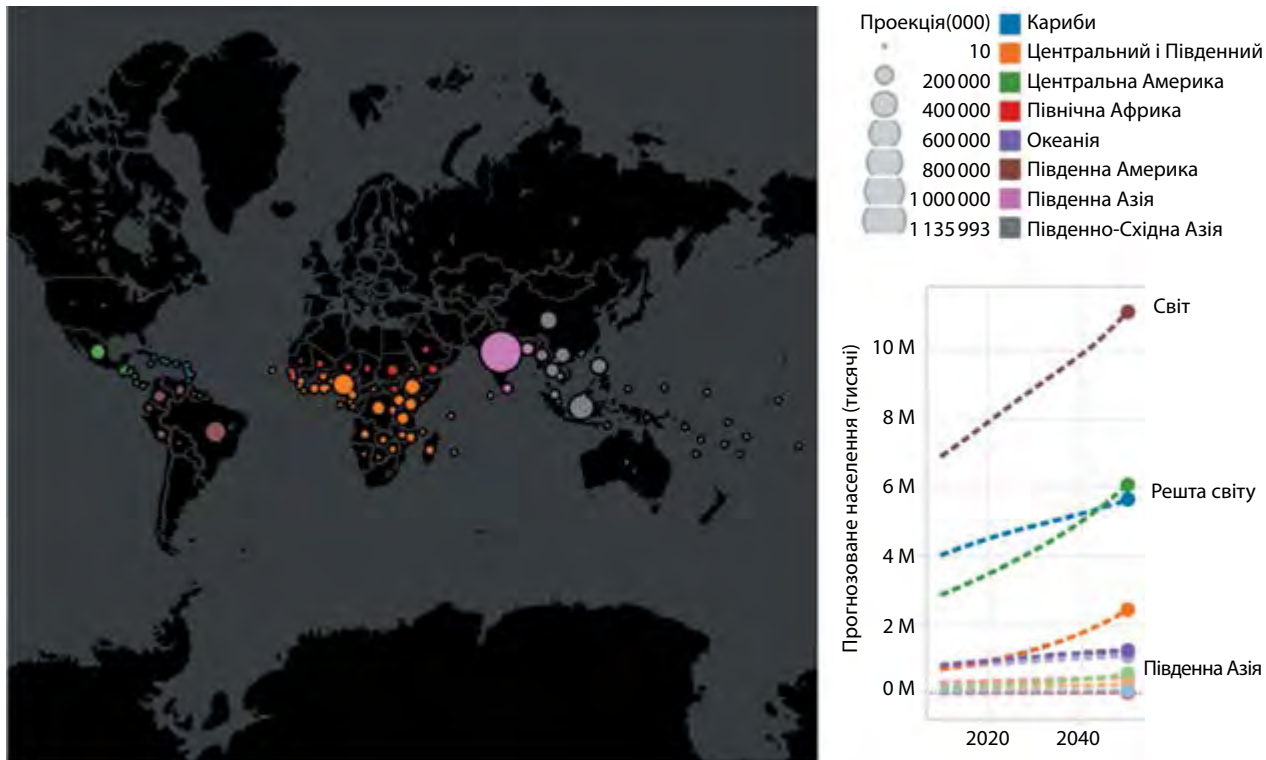 Проекція(000)
10
200 000
400 000
600 000
800 000
1 000 000
1 135 993
Кариби
Центральний і Південний
Центральна Америка
Північна Африка
Океанія
Південна Америка
Південна Азія
Південно-Східна Азія
Прогнозоване населення (тисячі)
10 M
8 M
6 M
4 M
2 M
0 M
2020
2040
Світ
Решта світу
Південна Азія